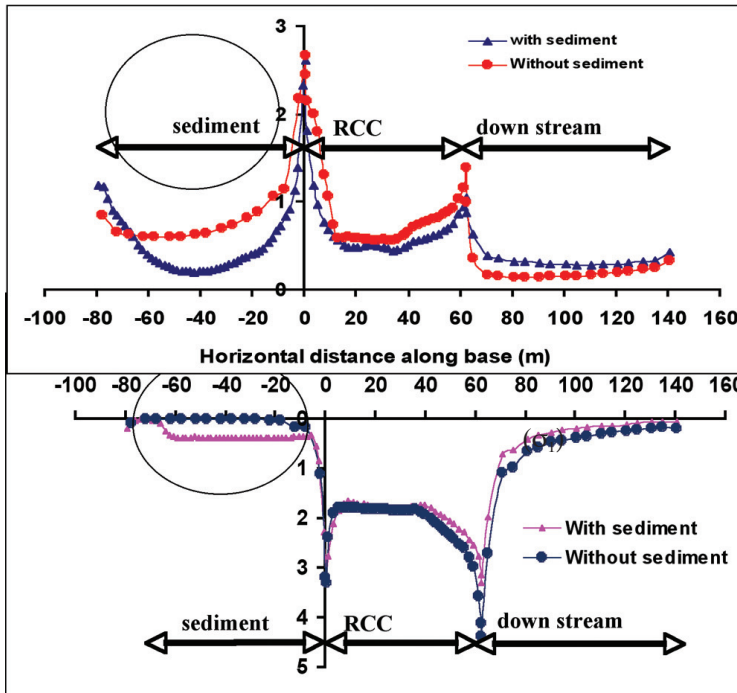 3
with sediment
Without sediment
2
sediment
RCC
down stream
1
0
-100 -80 -60 -40 -20 0 20 40 60 80 100 120 140 160
Horizontal distance along base (m)
-100 -80 -60 -40 -20 0 20 40 60 80 100 120 140 160
0
1
2
With sediment
3
Without sediment
4
sediment
RCC
down stream
5